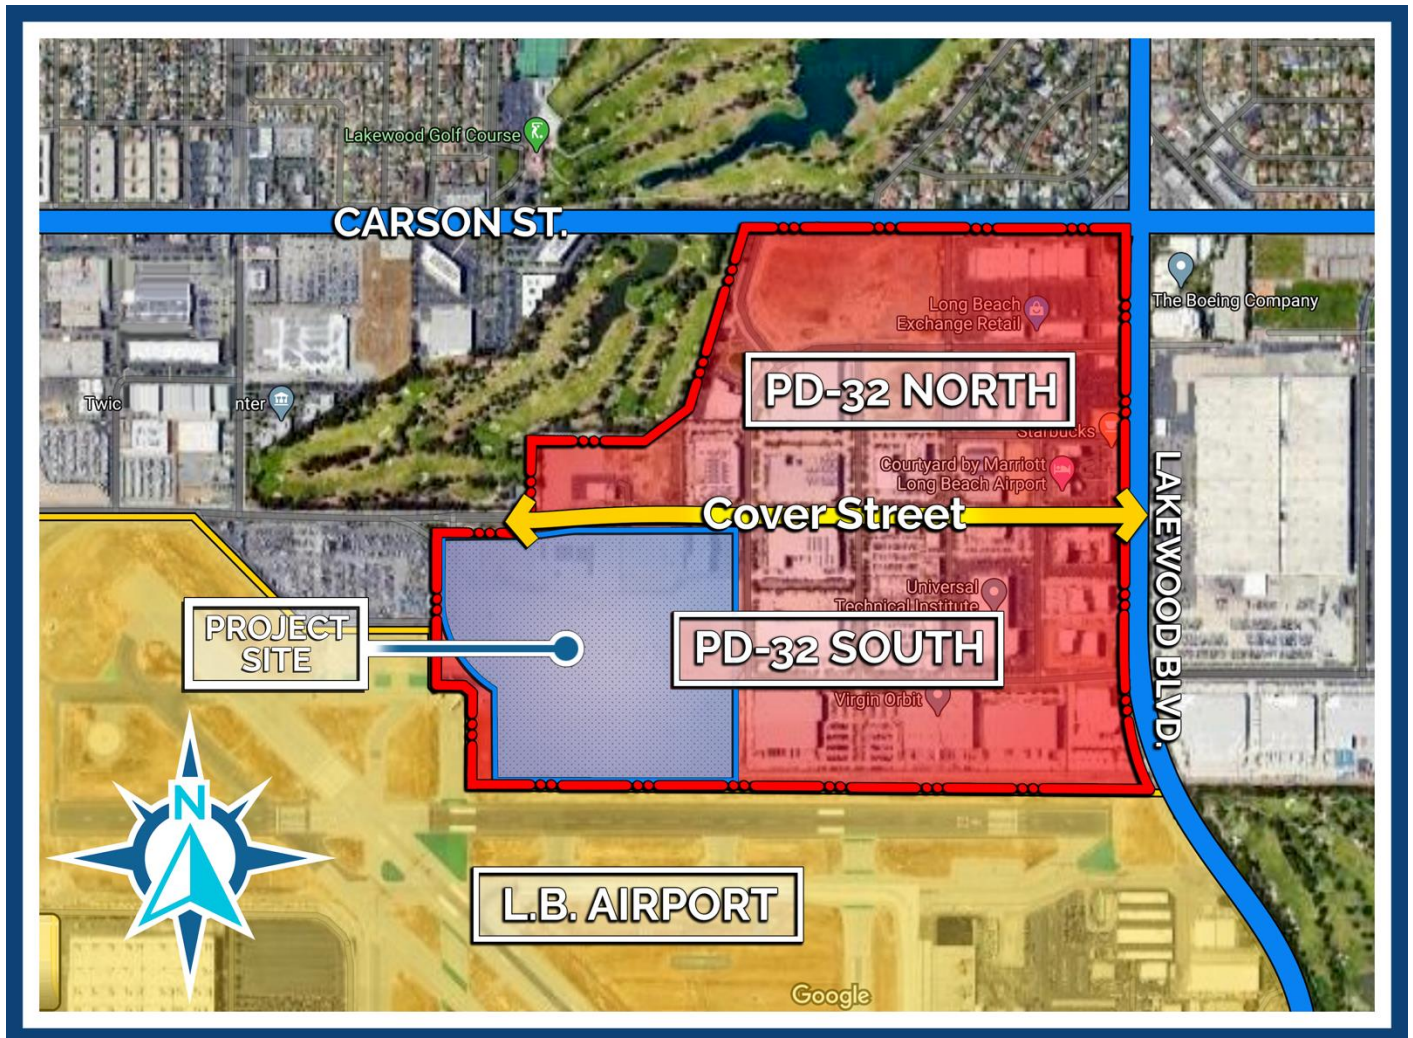 Lakewood Golf Course
CARSON ST.
The Boeing Company
Long Beach
Exchange Retail
PD-32 NORTH
Twic
nter
Starbucks
Courtyard by Marriott
Long Beach Airport
Cover Street
LAKEWOOD BLVD.
Universal
Technical Institute
PROJECT
SITE
PD-32 SOUTH
Virgin Orbit
N
L.B. AIRPORT
Google